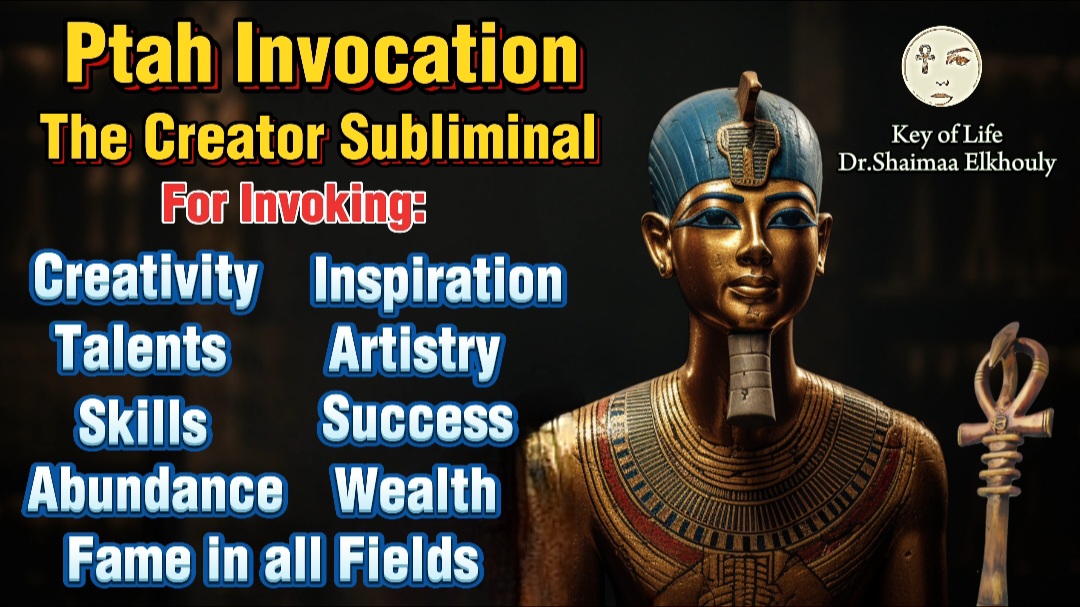 Ptah Invocation
The Creator Subliminal
For Invoking:
Creativity
Inspiration
Talents
Artistry
Skills
Success
Abundance
Wealth
Fame in all Fields
Key of Life
Dr.Shaimaa Elkhouly